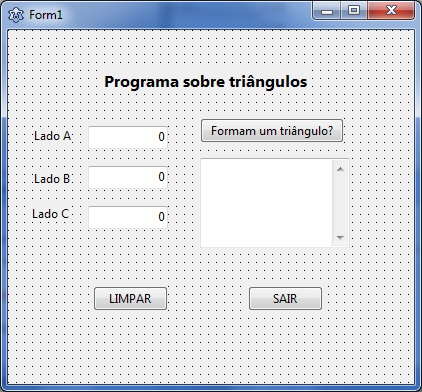 Form1
Programa sobre triângulos
Lado A
0
Formam um triângulo?
Lado B
0
Lado C
0
LIMPAR
SAIR